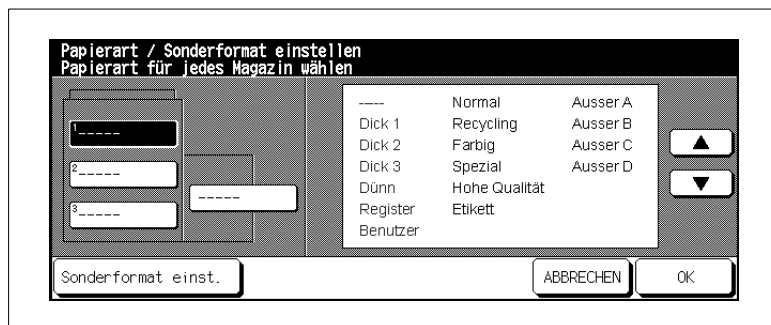 Papierart / Sonderformat einstellen
Papierart für jedes Magazin wählen
1 -----
2 -----
3 -----
-----
----- Normal Ausser A
Dick 1 Recycling Ausser B
Dick 2 Farbig Ausser C
Dick 3 Spezial Ausser D
Dünn Hohe Qualität
Register Etikett
Benutzer
Sonderformat einst. ABBRECHEN OK